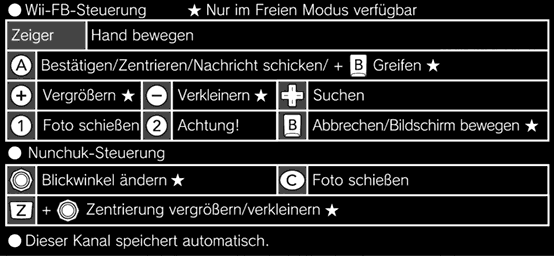 ● Wii-FB-Steuerung ★ Nur im Freien Modus verfügbar
Zeiger Hand bewegen
A Bestätigen/Zentrieren/Nachricht schicken/ + B Greifen ★
+ Vergrößern ★ − Verkleinern ★ Suchen
1 Foto schießen 2 Achtung! B Abbrechen/Bildschirm bewegen ★
● Nunchuk-Steuerung
Blickwinkel ändern ★ C Foto schießen
Z + Zentrierung vergrößern/verkleinern ★
● Dieser Kanal speichert automatisch.